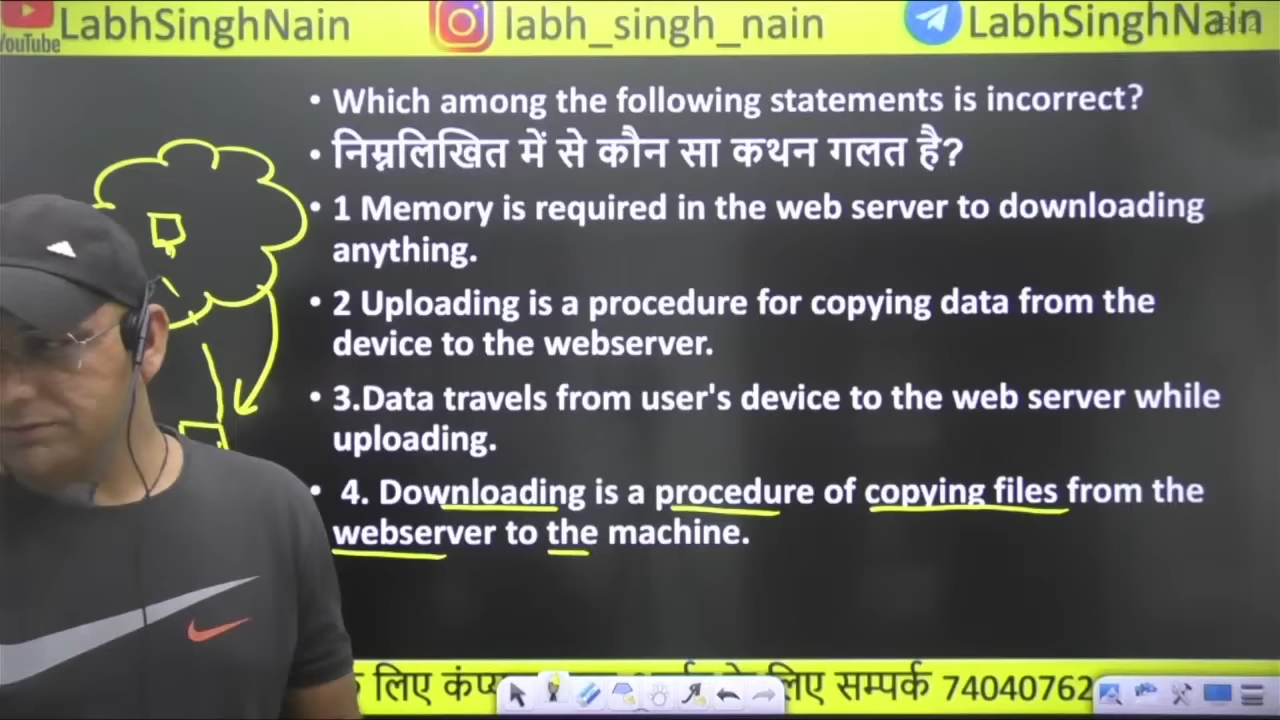 YouTube LabhSinghNain labh_singh_nain LabhSinghNain
• Which among the following statements is incorrect?
• निम्नलिखित में से कौन सा कथन गलत है?
• 1 Memory is required in the web server to downloading
anything.
• 2 Uploading is a procedure for copying data from the
device to the webserver.
• 3.Data travels from user's device to the web server while
uploading.
• 4. Downloading is a procedure of copying files from the
webserver to the machine.
लिए लिए सम्पर्क 74040762